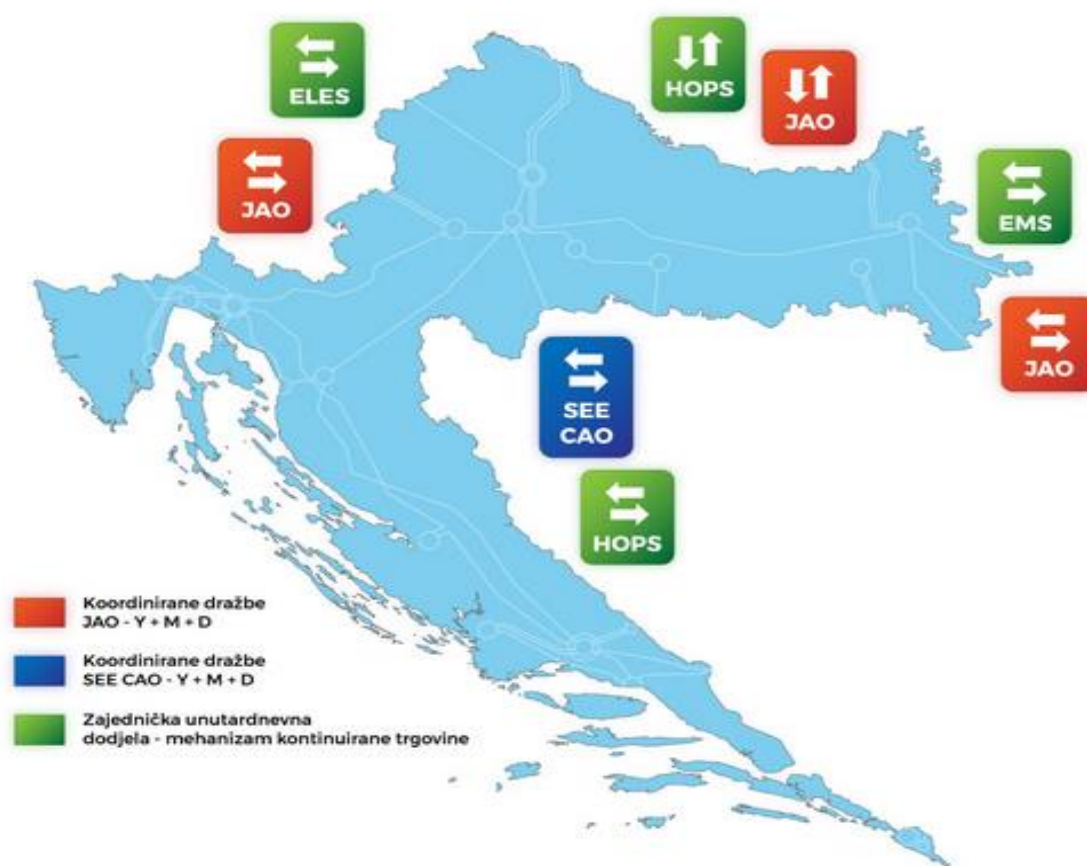 ELES
HOPS
JAO
JAO
EMS
JAO
SEE
CAO
HOPS
Koordinirane dražbe
JAO - Y + M + D
Koordinirane dražbe
SEE CAO - Y + M + D
Zajednička unutardnevna
dodjela - mehanizam kontinuirane trgovine